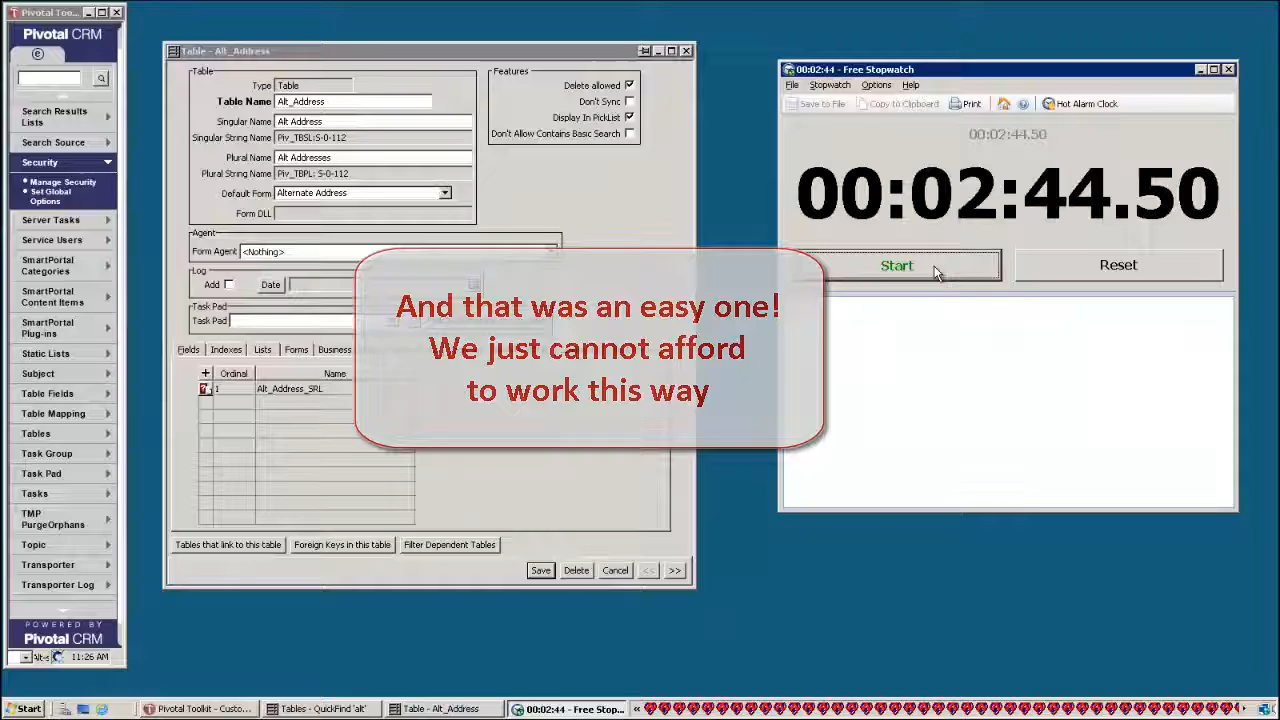 Pivotal Too...
Pivotal CRM
Search Results
Lists
Search Source
Security
Manage Security
Set Global
Options
Server Tasks
Service Users
SmartPortal
Categories
SmartPortal
Content Items
SmartPortal
Plug-ins
Static Lists
Subject
Table Fields
Table Mapping
Tables
Task Group
Task Pad
Tasks
TMP
PurgeOrphans
Topic
Transporter
Transporter Log
POWERED BY
Pivotal CRM
11:26 AM
Table - Alt_Address
Table
Type Table
Table Name Alt_Address
Singular Name Alt Address
Singular String Name Piv_TBSL:S-0-112
Plural Name Alt Addresses
Plural String Name Piv_TBPL: S-0-112
Default Form Alternate Address
Form DLL
Features
Delete allowed
Don't Sync
Display In PickList
Don't Allow Contains Basic Search
Agent
Form Agent <Nothing>
Log
Add Date
Task Pad
Task Pad
Fields Indexes Lists Forms Business
+ Ordinal Name
1 Alt_Address_SRL
Tables that link to this table Foreign Keys in this table Filter Dependent Tables
Save Delete Cancel << >>
And that was an easy one!
We just cannot afford
to work this way
00:02:44 - Free Stopwatch
File Stopwatch Options Help
Save to File Copy to Clipboard Print Hot Alarm Clock
00:02:44.50
00:02:44.50
Start Reset
Start Pivotal Toolkit - Custo... Tables - QuickFind 'alt' Table - Alt_Address 00:02:44 - Free Stop... «